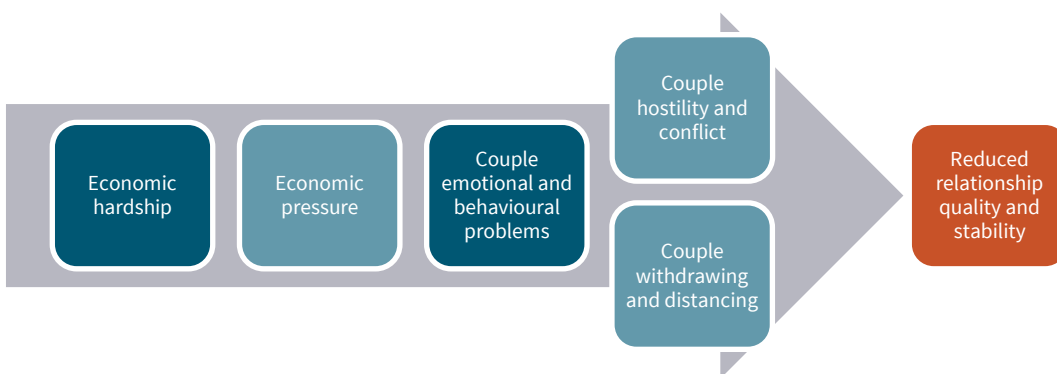 Economic
hardship
Economic
pressure
Couple
emotional and
behavioural
problems
Couple
hostility and
conflict
Couple
withdrawing
and distancing
Reduced
relationship
quality and
stability